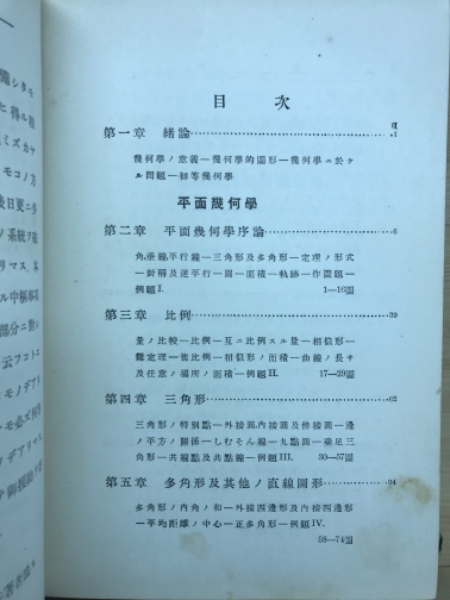 目次
頁
第一章 緒論 1
幾何學ノ意義—幾何學的圖形—幾何學ニ於ケ
ル問題—初等幾何學
平面幾何學
第二章 平面幾何學序論 6
角,垂線,平行線—三角形及多角形—定理ノ形式
—對稱及逆平行—圓—面積—軌跡—作圖題—
例題I. 1—16圖
第三章 比例 39
量ノ比較—比例—互ニ比例スル量—相似形—
定理—比例—相似形ノ面積—曲線ノ長サ
及任意ノ場所ノ面積—例題II. 17—29圖
第四章 三角形 62
三角形ノ特別點—外接圓,內接圓及傍接圓—邊
ノ平方ノ關係—しむそん線—九點圓—垂足三
角形—共線點及共點線—例題III. 30—57圖
第五章 多角形及其他ノ直線圖形 94
多角形ノ內角ノ和—外接四邊形及內接四邊形
—平均距離ノ中心—正多角形—例題IV.
58—74圖